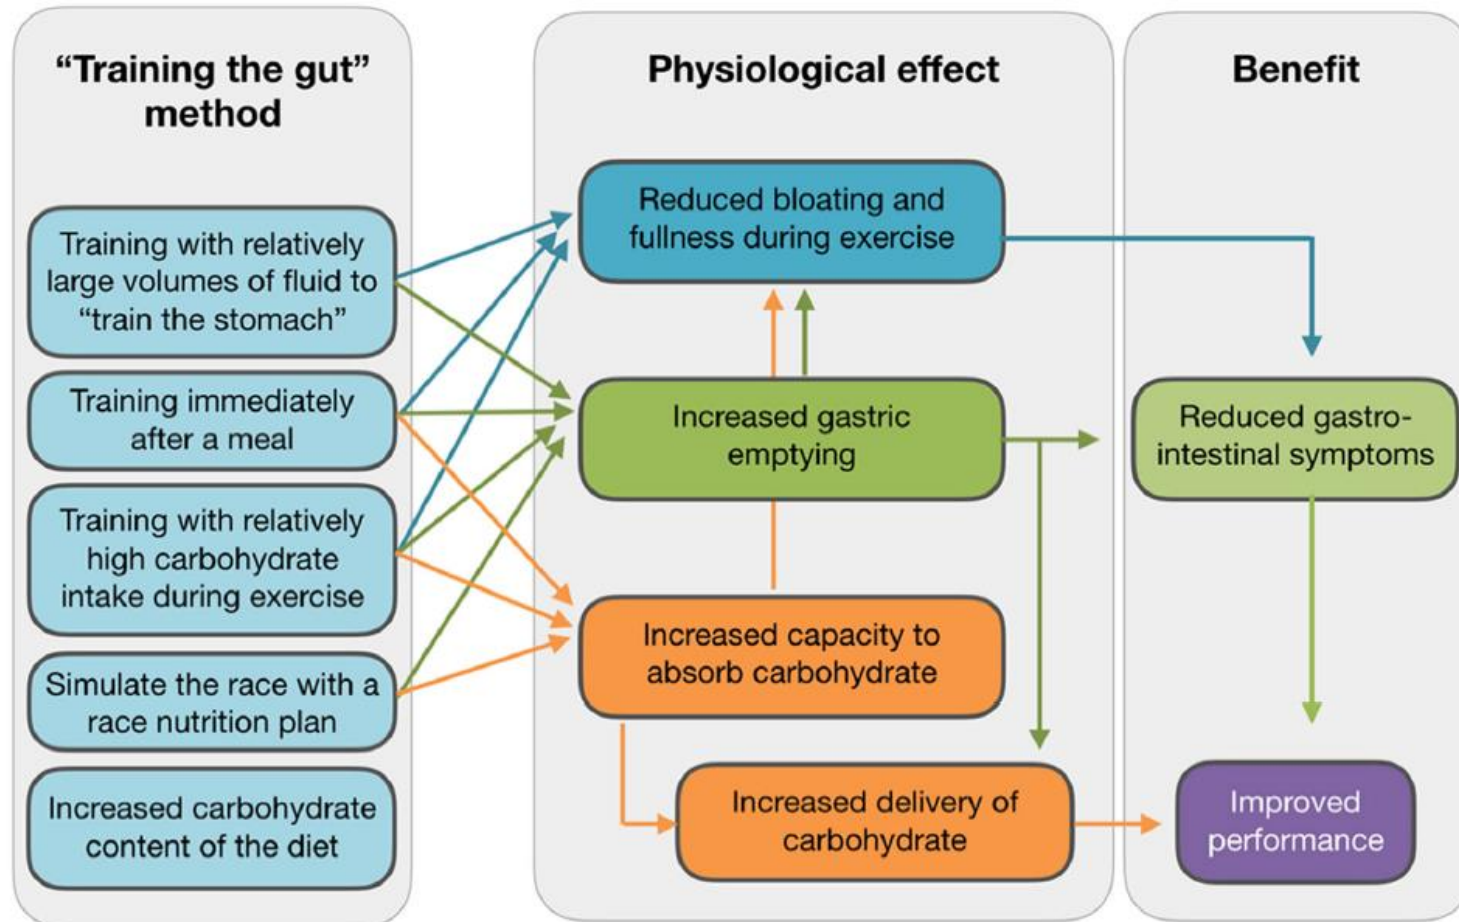 “Training the gut”
method
Training with relatively
large volumes of fluid to
“train the stomach”
Training immediately
after a meal
Training with relatively
high carbohydrate
intake during exercise
Simulate the race with a
race nutrition plan
Increased carbohydrate
content of the diet
Physiological effect
Reduced bloating and
fullness during exercise
Increased gastric
emptying
Increased capacity to
absorb carbohydrate
Increased delivery of
carbohydrate
Benefit
Reduced gastro-
intestinal symptoms
Improved
performance